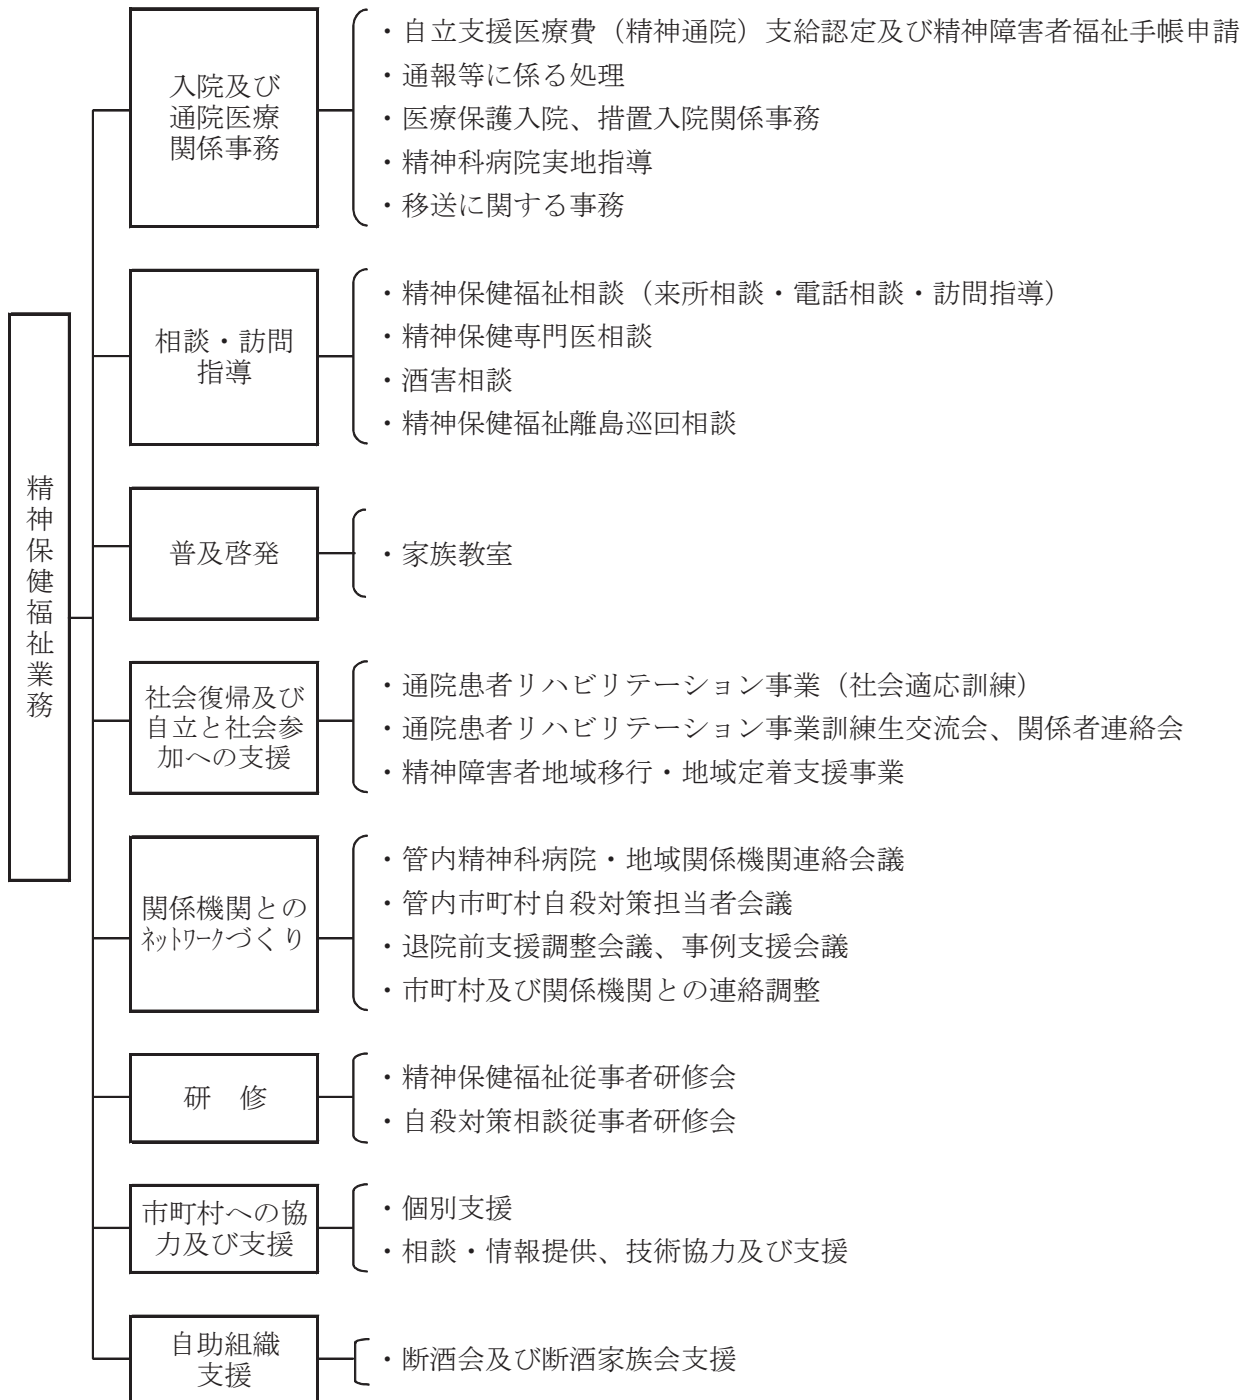 精神保健福祉業務
入院及び
通院医療
関係事務
・自立支援医療費（精神通院）支給認定及び精神障害者福祉手帳申請
・通報等に係る処理
・医療保護入院、措置入院関係事務
・精神科病院実地指導
・移送に関する事務
相談・訪問
指導
・精神保健福祉相談（来所相談・電話相談・訪問指導）
・精神保健専門医相談
・酒害相談
・精神保健福祉離島巡回相談
普及啓発
・家族教室
社会復帰及び
自立と社会参
加への支援
・通院患者リハビリテーション事業（社会適応訓練）
・通院患者リハビリテーション事業訓練生交流会、関係者連絡会
・精神障害者地域移行・地域定着支援事業
関係機関との
ﾈｯﾄﾜｰｸづくり
・管内精神科病院・地域関係機関連絡会議
・管内市町村自殺対策担当者会議
・退院前支援調整会議、事例支援会議
・市町村及び関係機関との連絡調整
研　修
・精神保健福祉従事者研修会
・自殺対策相談従事者研修会
市町村への協
力及び支援
・個別支援
・相談・情報提供、技術協力及び支援
自助組織
支援
・断酒会及び断酒家族会支援